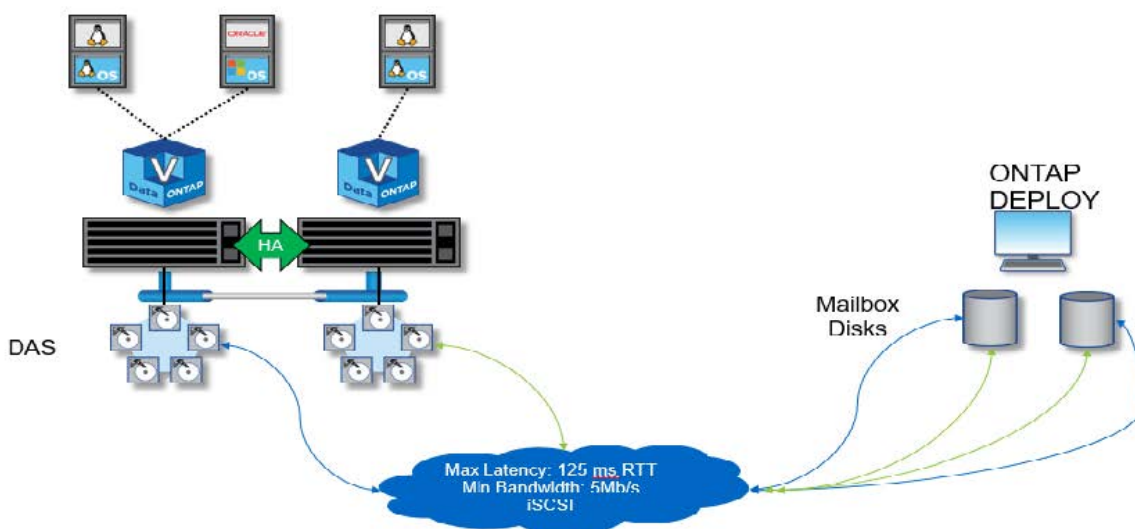 ORACLE
OS
OS
OS
V
Data ONTAP
V
Data ONTAP
HA
ONTAP
DEPLOY
Mailbox
Disks
DAS
Max Latency: 125 ms RTT
Min Bandwidth: 5Mb/s
iSCSI